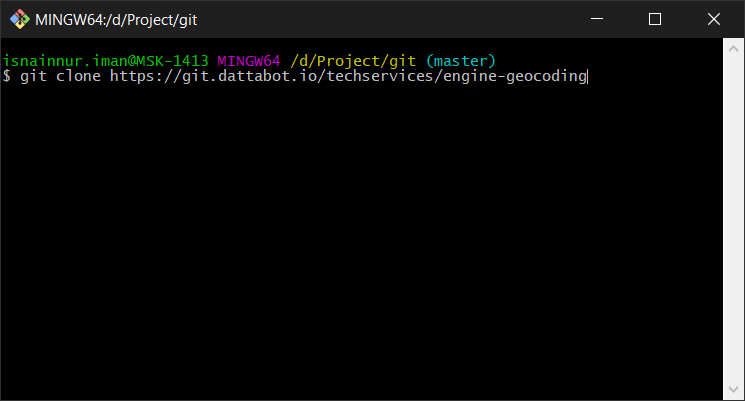 MINGW64:/d/Project/git
isnainnur.iman@MSK-1413 MINGW64 /d/Project/git (master)
$ git clone https://git.dattabot.io/techservices/engine-geocoding